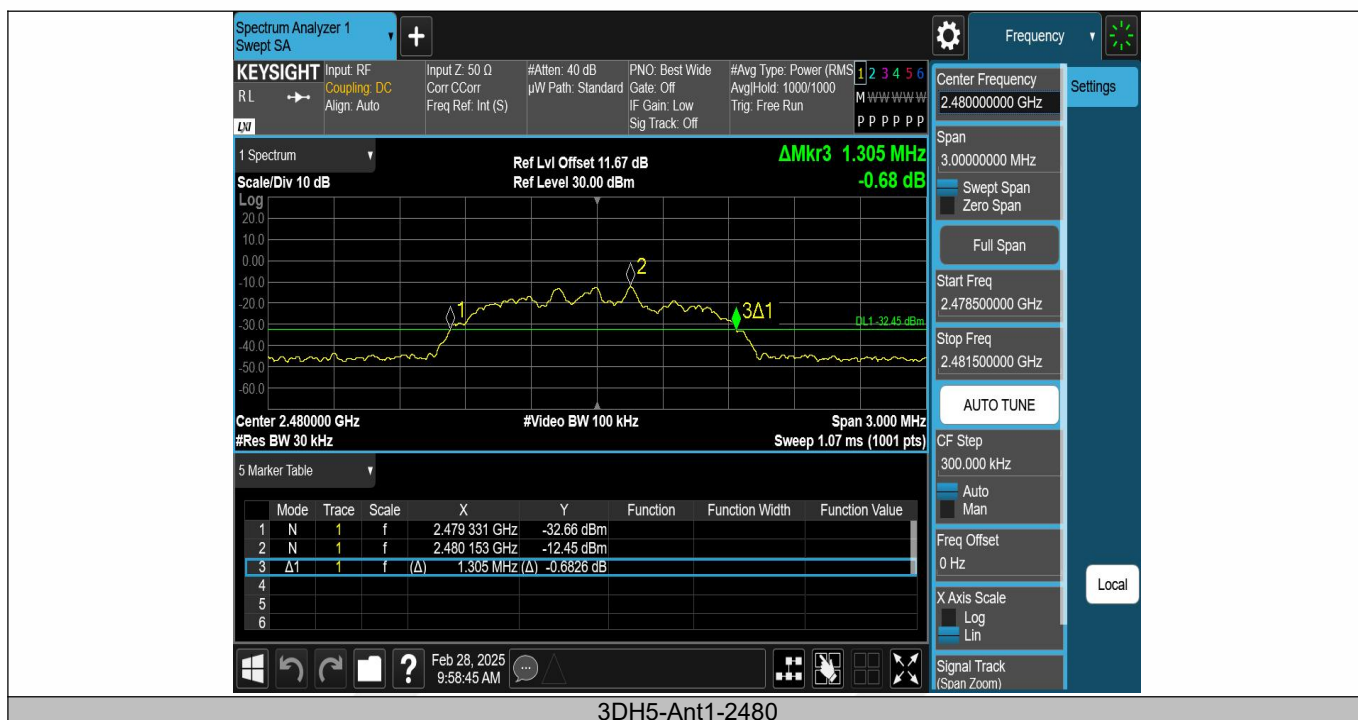 Spectrum Analyzer 1
Swept SA
+
Frequency
KEYSIGHT
RL
LXI
Input: RF
Coupling: DC
Align: Auto
Input Z: 50 Ω
Corr CCorr
Freq Ref: Int (S)
#Atten: 40 dB
µW Path: Standard
PNO: Best Wide
Gate: Off
IF Gain: Low
Sig Track: Off
#Avg Type: Power (RMS
Avg|Hold: 1000/1000
Trig: Free Run
1 2 3 4 5 6
M W W W W W
P P P P P P
1 Spectrum
Scale/Div 10 dB
Ref Lvl Offset 11.67 dB
Ref Level 30.00 dBm
ΔMkr3 1.305 MHz
-0.68 dB
Log
20.0
10.0
0.00
-10.0
-20.0
-30.0
-40.0
-50.0
-60.0
1
2
3Δ1
DL1 -32.45 dBm
Center 2.480000 GHz
#Video BW 100 kHz
Span 3.000 MHz
#Res BW 30 kHz
Sweep 1.07 ms (1001 pts)
5 Marker Table
Mode Trace Scale X Y Function Function Width Function Value
1 N 1 f 2.479 331 GHz -32.66 dBm
2 N 1 f 2.480 153 GHz -12.45 dBm
3 Δ1 1 f (Δ) 1.305 MHz (Δ) -0.6826 dB
4
5
6
?
Feb 28, 2025
9:58:45 AM
Center Frequency
2.480000000 GHz
Settings
Span
3.00000000 MHz
Swept Span
Zero Span
Full Span
Start Freq
2.478500000 GHz
Stop Freq
2.481500000 GHz
AUTO TUNE
CF Step
300.000 kHz
Auto
Man
Freq Offset
0 Hz
Local
X Axis Scale
Log
Lin
Signal Track
(Span Zoom)
3DH5-Ant1-2480